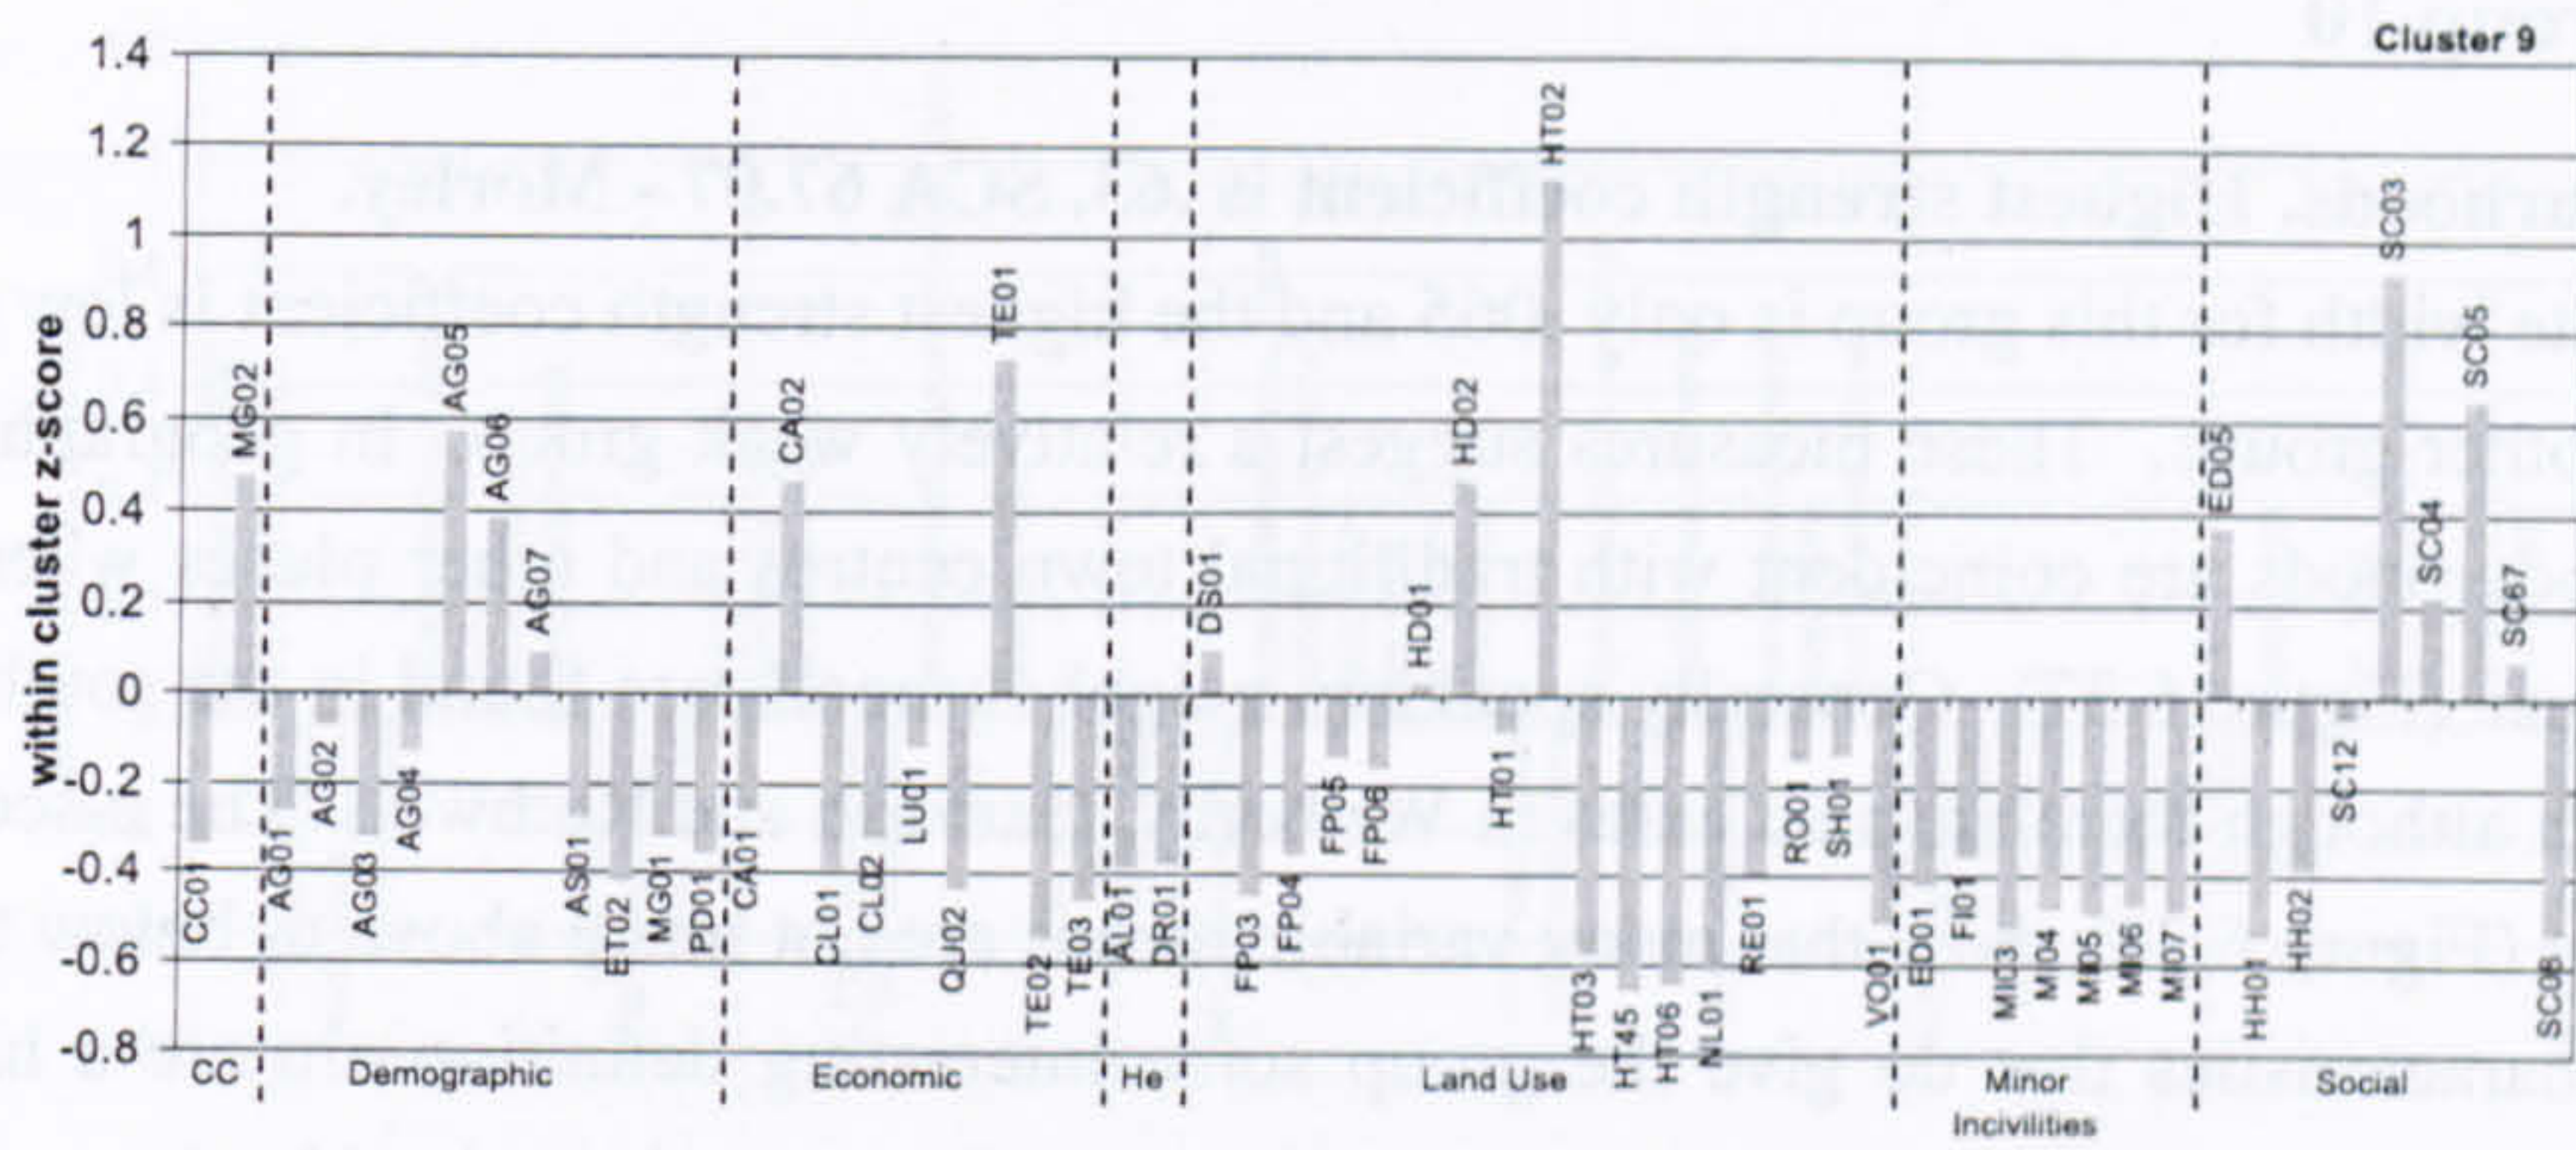 Cluster 9
within cluster z-score
1.4
1.2
1
0.8
0.6
0.4
0.2
0
-0.2
-0.4
-0.6
-0.8
CC01
MG02
AG01
AG02
AG03
AG04
AG05
AG06
AG07
AS01
ET02
MG01
PD01
CA01
CA02
CL01
CL02
LU01
QU02
TE01
TE02
TE03
AL01
DR01
DS01
FP03
FP04
FP05
FP06
HD01
HD02
HT01
HT02
HT03
HT45
HT06
NL01
RE01
RO01
SH01
VO01
ED01
FI01
MI03
MI04
MI05
MI06
MI07
ED05
HH01
HH02
SC12
SC03
SC04
SC05
SC67
SC08
CC
Demographic
Economic
He
Land Use
Minor
Incivilities
Social